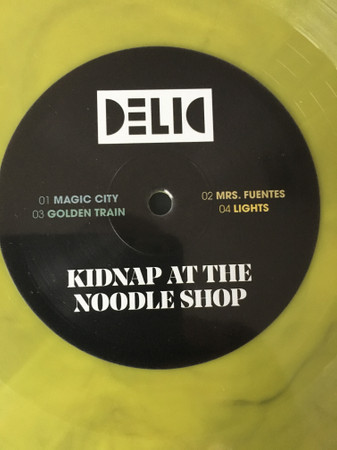 DELIC
01 MAGIC CITY
02 MRS. FUENTES
03 GOLDEN TRAIN
04 LIGHTS
KIDNAP AT THE
NOODLE SHOP